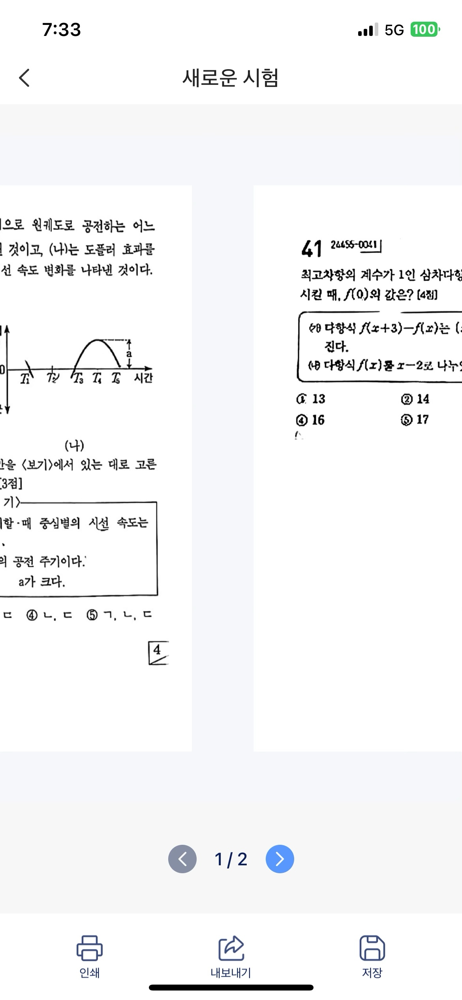 7:33
5G 100
새로운 시험
으로 원궤도로 공전하는 어느
것이고, (나)는 도플러 효과를
선 속도 변화를 나타낸 것이다.
0
a
T₁ T₂ T₃ T₄ T₅ 시간
(나)
만을 〈보기〉에서 있는 대로 고른
[3점]
기〉
할 때 중심별의 시선 속도는
의 공전 주기이다.
a가 크다.
ㄷ ④ ㄴ, ㄷ ⑤ ㄱ, ㄴ, ㄷ
4
41 24455-0041
최고차항의 계수가 1인 삼차다항
시킬 때, f(0)의 값은? [4점]
(가) 다항식 f(x+3)-f(x)는 (
진다.
(나) 다항식 f(x)를 x-2로 나누었
① 13 ② 14
④ 16 ⑤ 17
1 / 2
인쇄 내보내기 저장